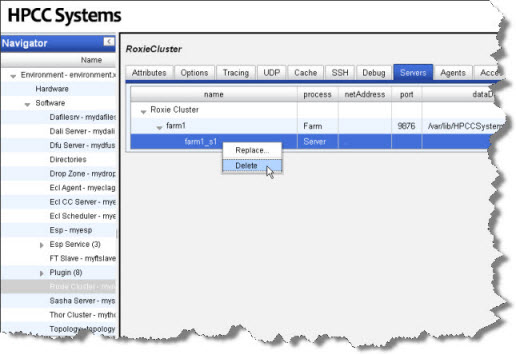 HPCC Systems
Navigator
Name
Environment - environment.x
Hardware
Software
Dafilesrv - mydafiles
Dali Server - mydali
Dfu Server - mydfus
Directories
Drop Zone - mydrop
Ecl Agent - myeclag
Ecl CC Server - mye
Ecl Scheduler - mye
Esp - myesp
Esp Service (3)
FT Slave - myftslave
Plugin (8)
Roxie Cluster - myr
Sasha Server - mys
Thor Cluster - mytho
Topology - topology
RoxieCluster
Attributes Options Tracing UDP Cache SSH Debug Servers Agents Acce
name process netAddress port dataD
Roxie Cluster
farm1 Farm 9876 /var/lib/HPCCSystem
farm1_s1 Server .
Replace...
Delete